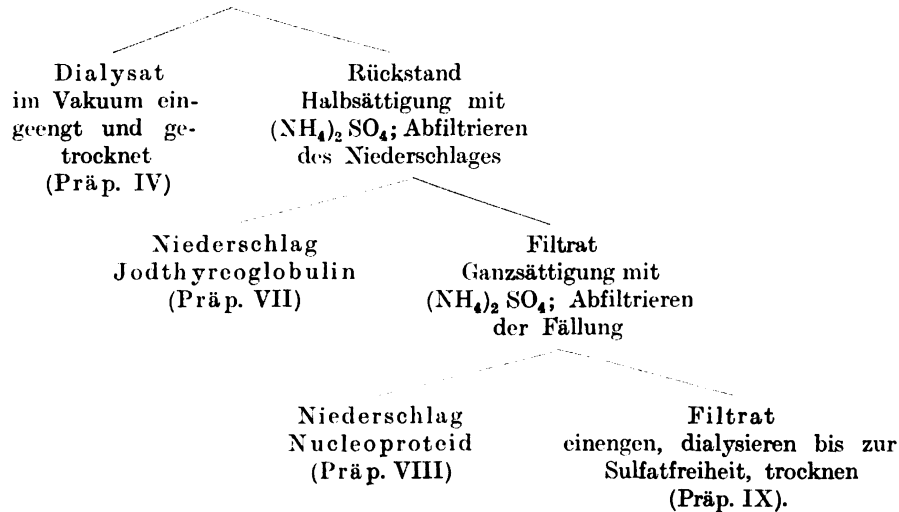 Dialysat
im Vakuum ein-
geengt und ge-
trocknet
(Präp. IV)
Rückstand
Halbsättigung mit
(NH₄)₂ SO₄; Abfiltrieren
des Niederschlages
Niederschlag
Jodthyreoglobulin
(Präp. VII)
Filtrat
Ganzsättigung mit
(NH₄)₂ SO₄; Abfiltrieren
der Fällung
Niederschlag
Nucleoproteid
(Präp. VIII)
Filtrat
einengen, dialysieren bis zur
Sulfatfreiheit, trocknen
(Präp. IX).